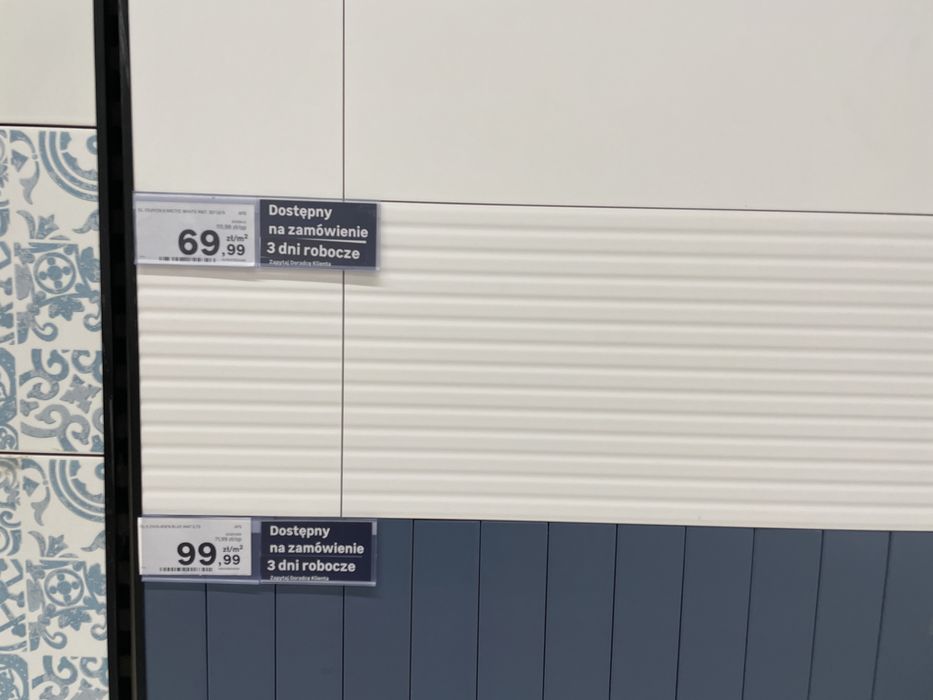 69,99 zł/m²
Dostępny
na zamówienie
3 dni robocze
Zapytaj Doradcę Klienta
99,99 zł/m²
Dostępny
na zamówienie
3 dni robocze
Zapytaj Doradcę Klienta